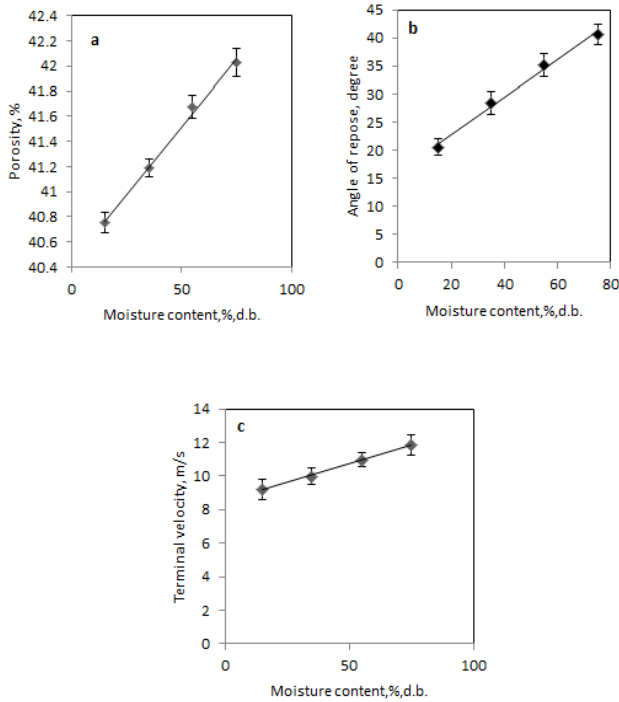 a
42.4
42.2
42
41.8
41.6
41.4
41.2
41
40.8
40.6
40.4
Porosity, %
0 50 100
Moisture content,%,d.b.
b
45
40
35
30
25
20
15
10
5
0
Angle of repose, degree
0 20 40 60 80
Moisture content,%,d.b.
c
14
12
10
8
6
4
2
0
Terminal velocity, m/s
0 50 100
Moisture content,%,d.b.